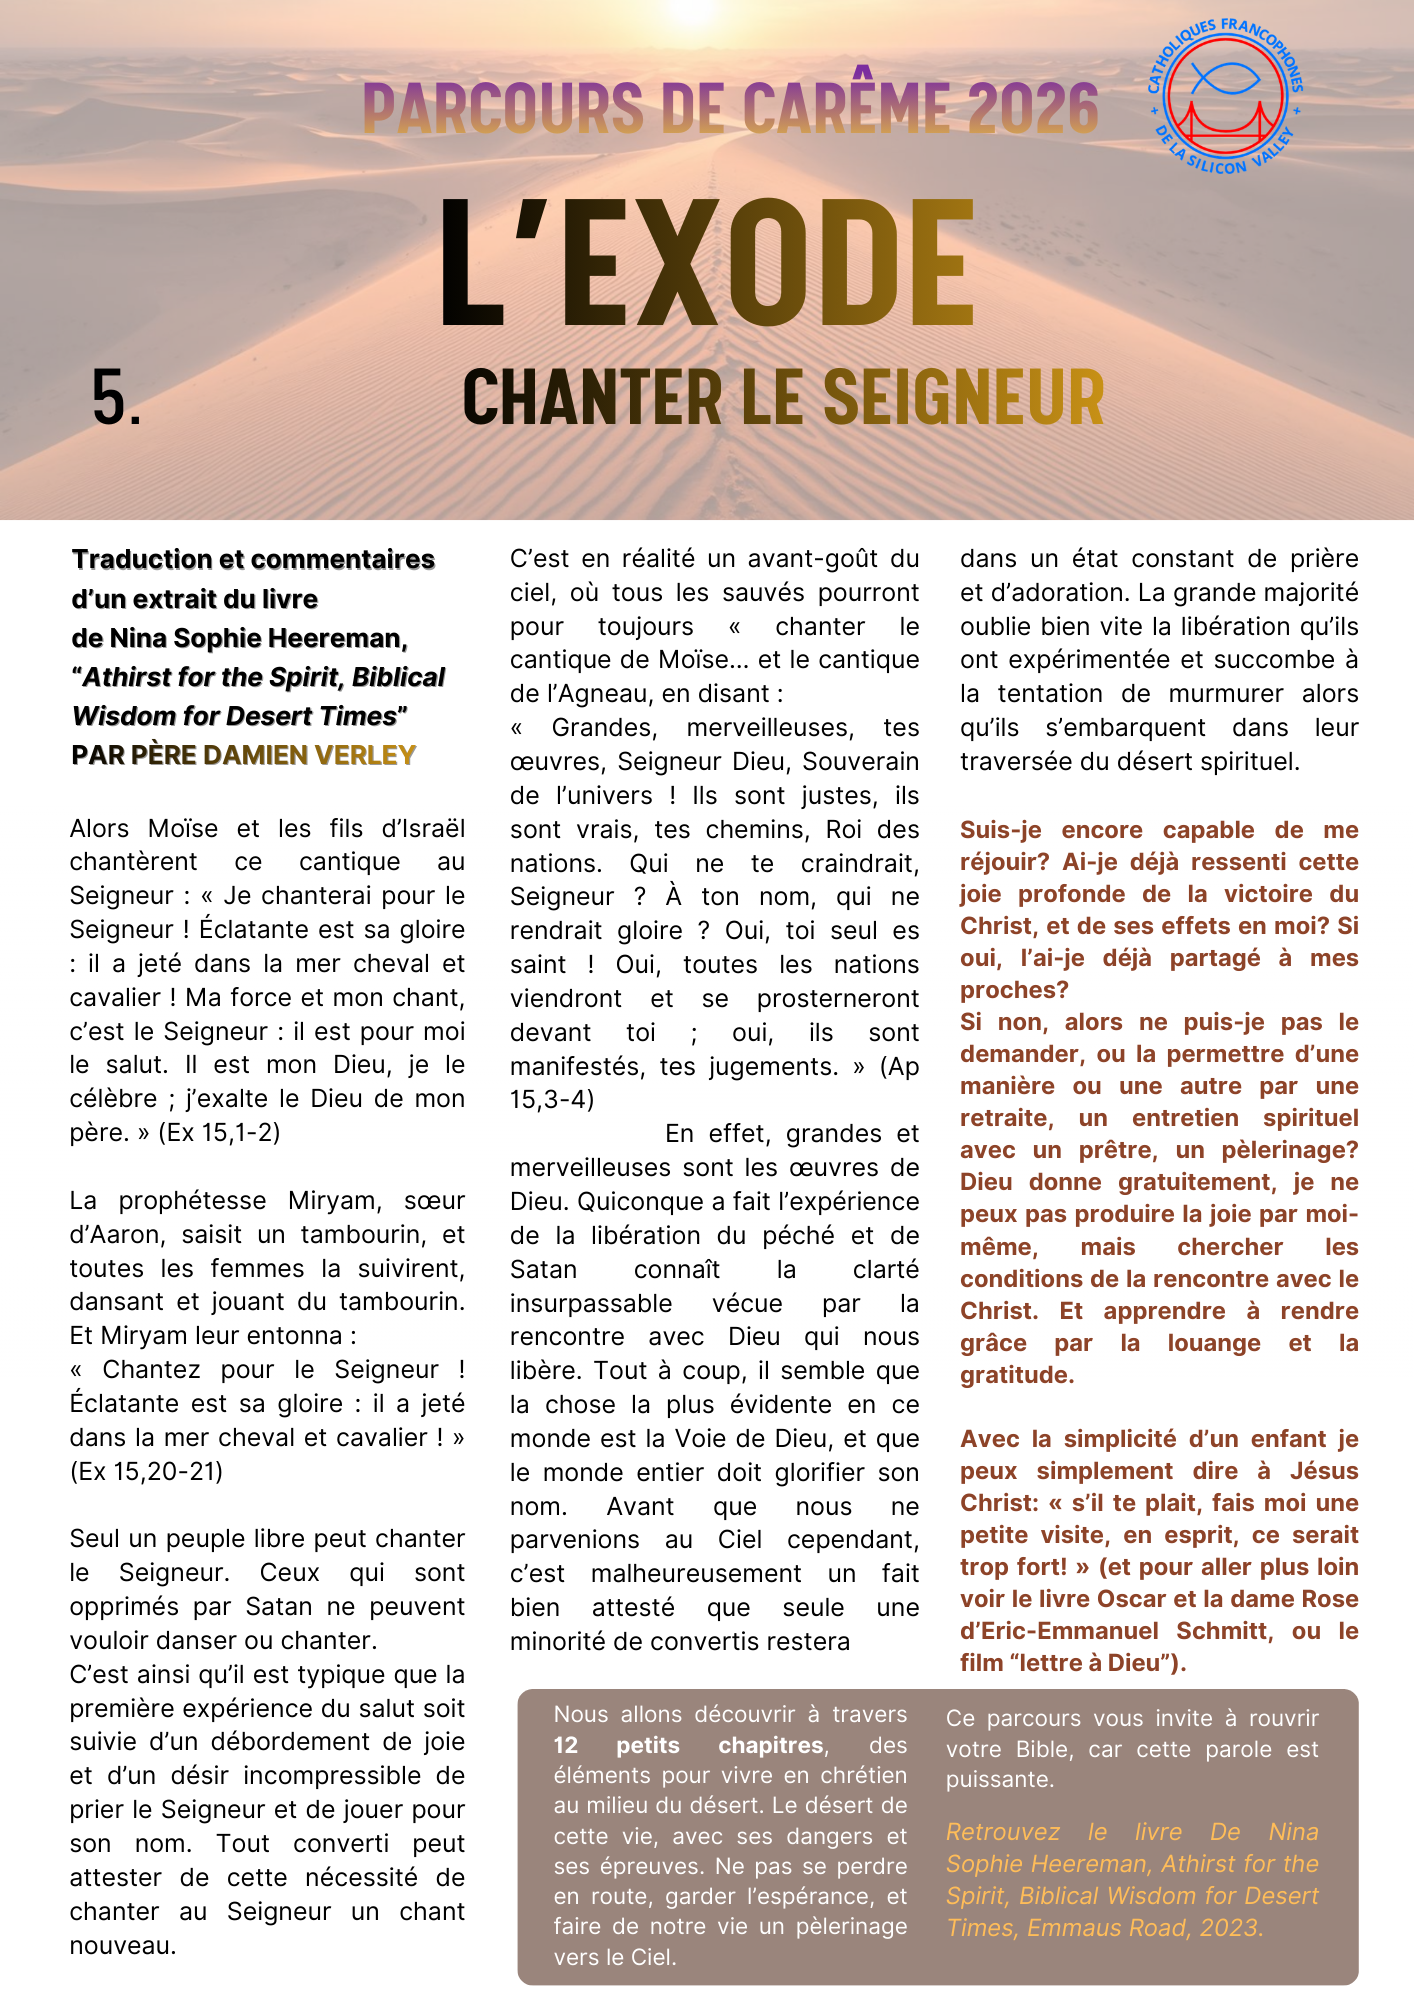 CATHOLIQUES FRANCOPHONES
+ DE LA SILICON VALLEY +
PARCOURS DE CARÊME 2026
L’EXODE
5.
CHANTER LE SEIGNEUR
Traduction et commentaires
d’un extrait du livre
de Nina Sophie Heereman,
“Athirst for the Spirit, Biblical
Wisdom for Desert Times”
PAR PÈRE DAMIEN VERLEY
Alors Moïse et les fils d’Israël
chantèrent ce cantique au
Seigneur : « Je chanterai pour le
Seigneur ! Éclatante est sa gloire
: il a jeté dans la mer cheval et
cavalier ! Ma force et mon chant,
c’est le Seigneur : il est pour moi
le salut. Il est mon Dieu, je le
célèbre ; j’exalte le Dieu de mon
père. » (Ex 15,1-2)
La prophétesse Miryam, sœur
d’Aaron, saisit un tambourin, et
toutes les femmes la suivirent,
dansant et jouant du tambourin.
Et Miryam leur entonna :
« Chantez pour le Seigneur !
Éclatante est sa gloire : il a jeté
dans la mer cheval et cavalier ! »
(Ex 15,20-21)
Seul un peuple libre peut chanter
le Seigneur. Ceux qui sont
opprimés par Satan ne peuvent
vouloir danser ou chanter.
C’est ainsi qu’il est typique que la
première expérience du salut soit
suivie d’un débordement de joie
et d’un désir incompressible de
prier le Seigneur et de jouer pour
son nom. Tout converti peut
attester de cette nécessité de
chanter au Seigneur un chant
nouveau.
C’est en réalité un avant-goût du
ciel, où tous les sauvés pourront
pour toujours « chanter le
cantique de Moïse... et le cantique
de l’Agneau, en disant :
« Grandes, merveilleuses, tes
œuvres, Seigneur Dieu, Souverain
de l’univers ! Ils sont justes, ils
sont vrais, tes chemins, Roi des
nations. Qui ne te craindrait,
Seigneur ? À ton nom, qui ne
rendrait gloire ? Oui, toi seul es
saint ! Oui, toutes les nations
viendront et se prosterneront
devant toi ; oui, ils sont
manifestés, tes jugements. » (Ap
15,3-4)
En effet, grandes et
merveilleuses sont les œuvres de
Dieu. Quiconque a fait l’expérience
de la libération du péché et de
Satan connaît la clarté
insurpassable vécue par la
rencontre avec Dieu qui nous
libère. Tout à coup, il semble que
la chose la plus évidente en ce
monde est la Voie de Dieu, et que
le monde entier doit glorifier son
nom. Avant que nous ne
parvenions au Ciel cependant,
c’est malheureusement un fait
bien attesté que seule une
minorité de convertis restera
dans un état constant de prière
et d’adoration. La grande majorité
oublie bien vite la libération qu’ils
ont expérimentée et succombe à
la tentation de murmurer alors
qu’ils s’embarquent dans leur
traversée du désert spirituel.
Suis-je encore capable de me
réjouir? Ai-je déjà ressenti cette
joie profonde de la victoire du
Christ, et de ses effets en moi? Si
oui, l’ai-je déjà partagé à mes
proches?
Si non, alors ne puis-je pas le
demander, ou la permettre d’une
manière ou une autre par une
retraite, un entretien spirituel
avec un prêtre, un pèlerinage?
Dieu donne gratuitement, je ne
peux pas produire la joie par moi-
même, mais chercher les
conditions de la rencontre avec le
Christ. Et apprendre à rendre
grâce par la louange et la
gratitude.
Avec la simplicité d’un enfant je
peux simplement dire à Jésus
Christ: « s’il te plait, fais moi une
petite visite, en esprit, ce serait
trop fort! » (et pour aller plus loin
voir le livre Oscar et la dame Rose
d’Eric-Emmanuel Schmitt, ou le
film “lettre à Dieu”).
Nous allons découvrir à travers
12 petits chapitres, des
éléments pour vivre en chrétien
au milieu du désert. Le désert de
cette vie, avec ses dangers et
ses épreuves. Ne pas se perdre
en route, garder l’espérance, et
faire de notre vie un pèlerinage
vers le Ciel.
Ce parcours vous invite à rouvrir
votre Bible, car cette parole est
puissante.
Retrouvez le livre De Nina
Sophie Heereman, Athirst for the
Spirit, Biblical Wisdom for Desert
Times, Emmaus Road, 2023.